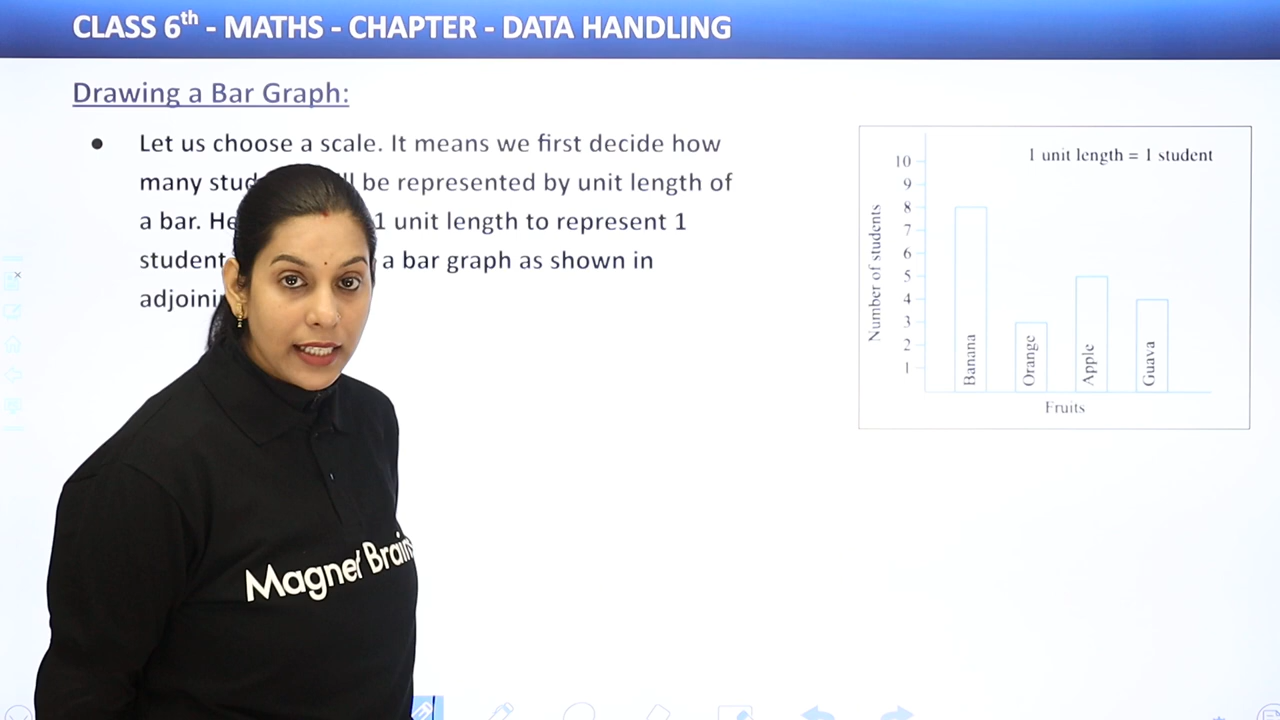 CLASS 6th - MATHS - CHAPTER - DATA HANDLING
Drawing a Bar Graph:
• Let us choose a scale. It means we first decide how
many be represented by unit length of
a bar. 1 unit length to represent 1
student a bar graph as shown in
1 unit length = 1 student
Number of students
10
9
8
7
6
5
4
3
2
1
Banana
Orange
Apple
Guava
Fruits
Magnet Brains